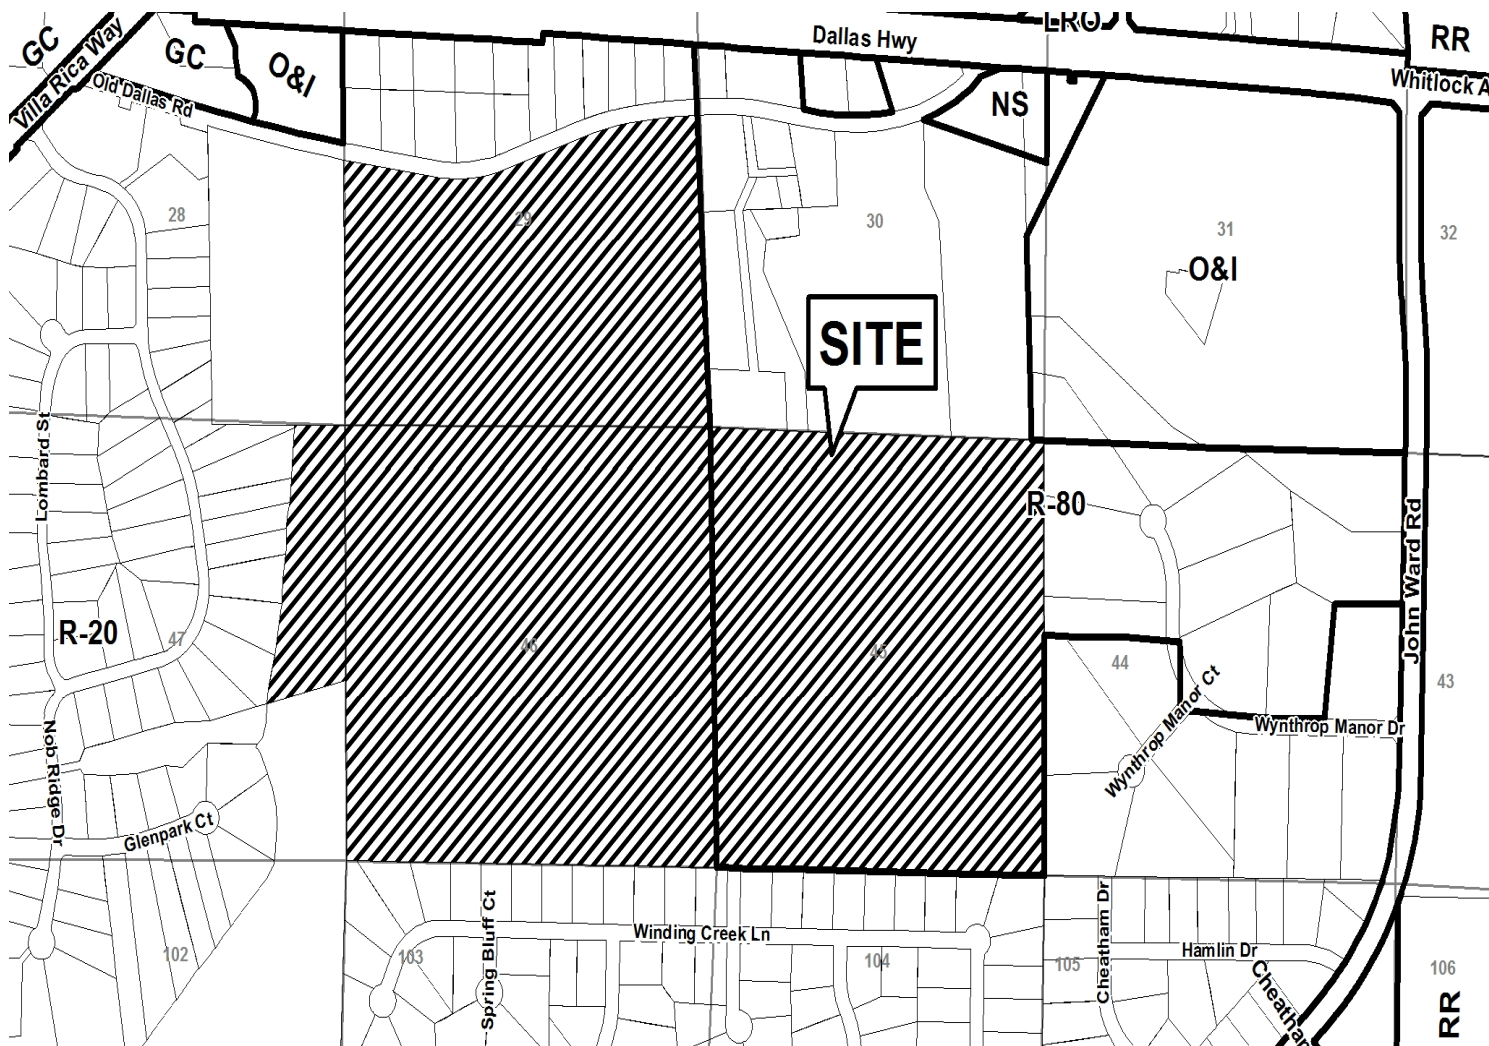 GC
Villa Rica Way
GC
O&I
Old Dallas Rd
Dallas Hwy
LRO
RR
Whitlock A
NS
28
29
30
31
32
O&I
SITE
R-80
Lombard St
R-20
47
46
45
44
43
John Ward Rd
Wynthrop Manor Ct
Wynthrop Manor Dr
Nob Ridge Dr
Glenpark Ct
Spring Bluff Ct
Winding Creek Ln
Cheatham Dr
Hamlin Dr
Cheatham
102
103
104
105
106
RR